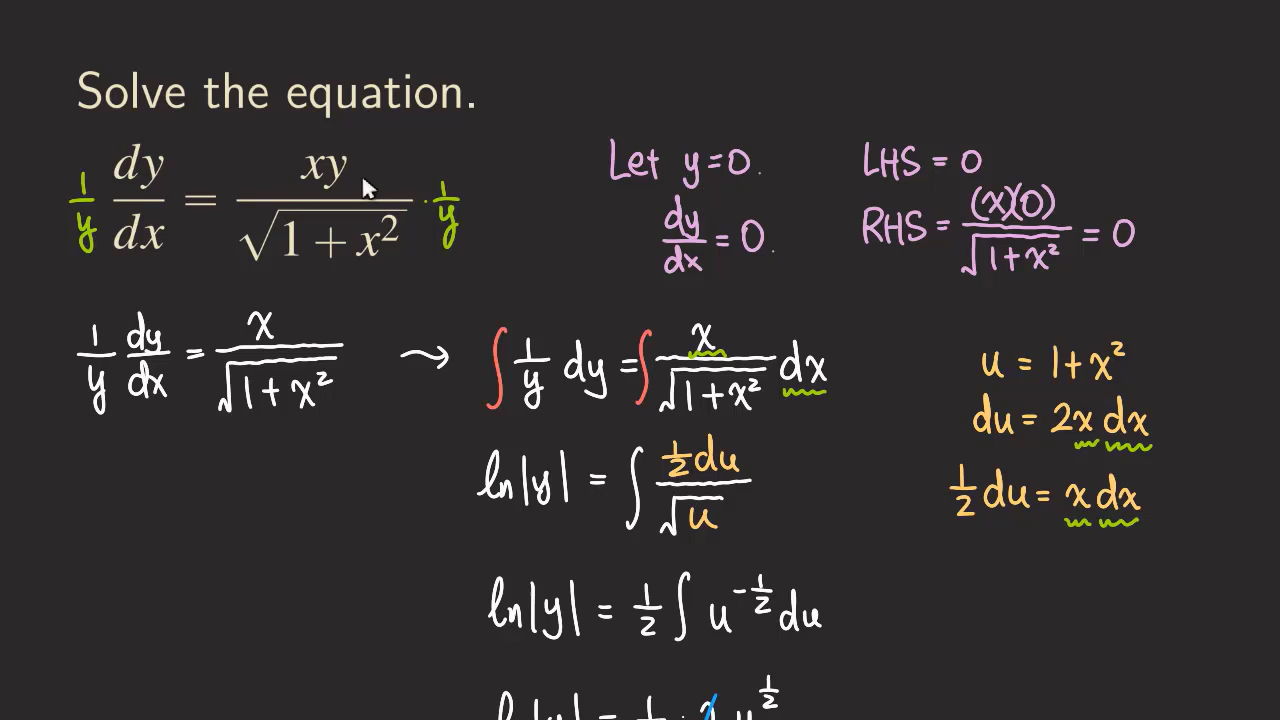 Solve the equation.
1/y dy/dx = xy/√(1 + x²) · 1/y
Let y = 0.
dy/dx = 0.
LHS = 0
RHS = (x)(0)/√(1+x²) = 0
1/y dy/dx = x/√(1+x²) → ∫ 1/y dy = ∫ x/√(1+x²) dx
ln|y| = ∫ ½du/√u
ln|y| = ½ ∫ u^(-½) du
u = 1+x²
du = 2x dx
½ du = x dx